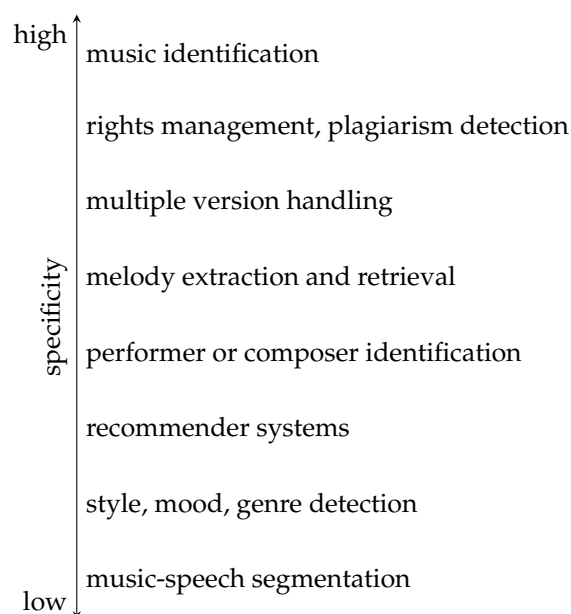 high
music identification
rights management, plagiarism detection
multiple version handling
melody extraction and retrieval
specificity
performer or composer identification
recommender systems
style, mood, genre detection
music-speech segmentation
low